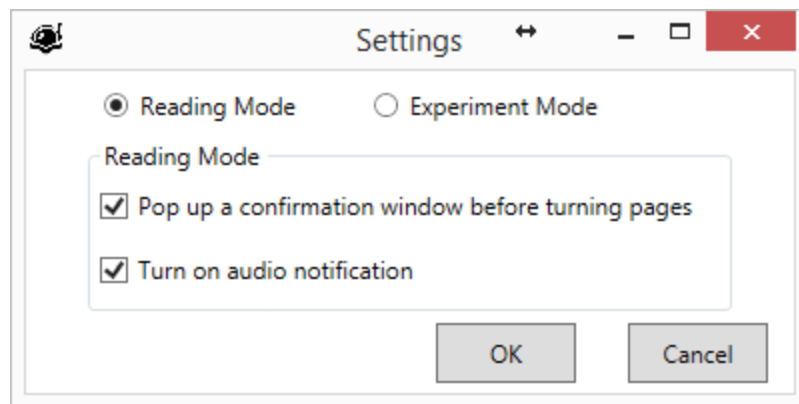 Settings
Reading Mode Experiment Mode
Reading Mode
Pop up a confirmation window before turning pages
Turn on audio notification
OK Cancel